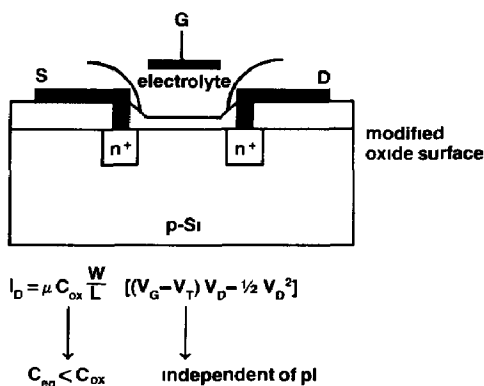 G
S
electrolyte
D
modified
oxide surface
n⁺
n⁺
p-Si
I_D = μ C_ox W/L [(V_G – V_T) V_D – ½ V_D²]
C_eq < C_ox
independent of pI